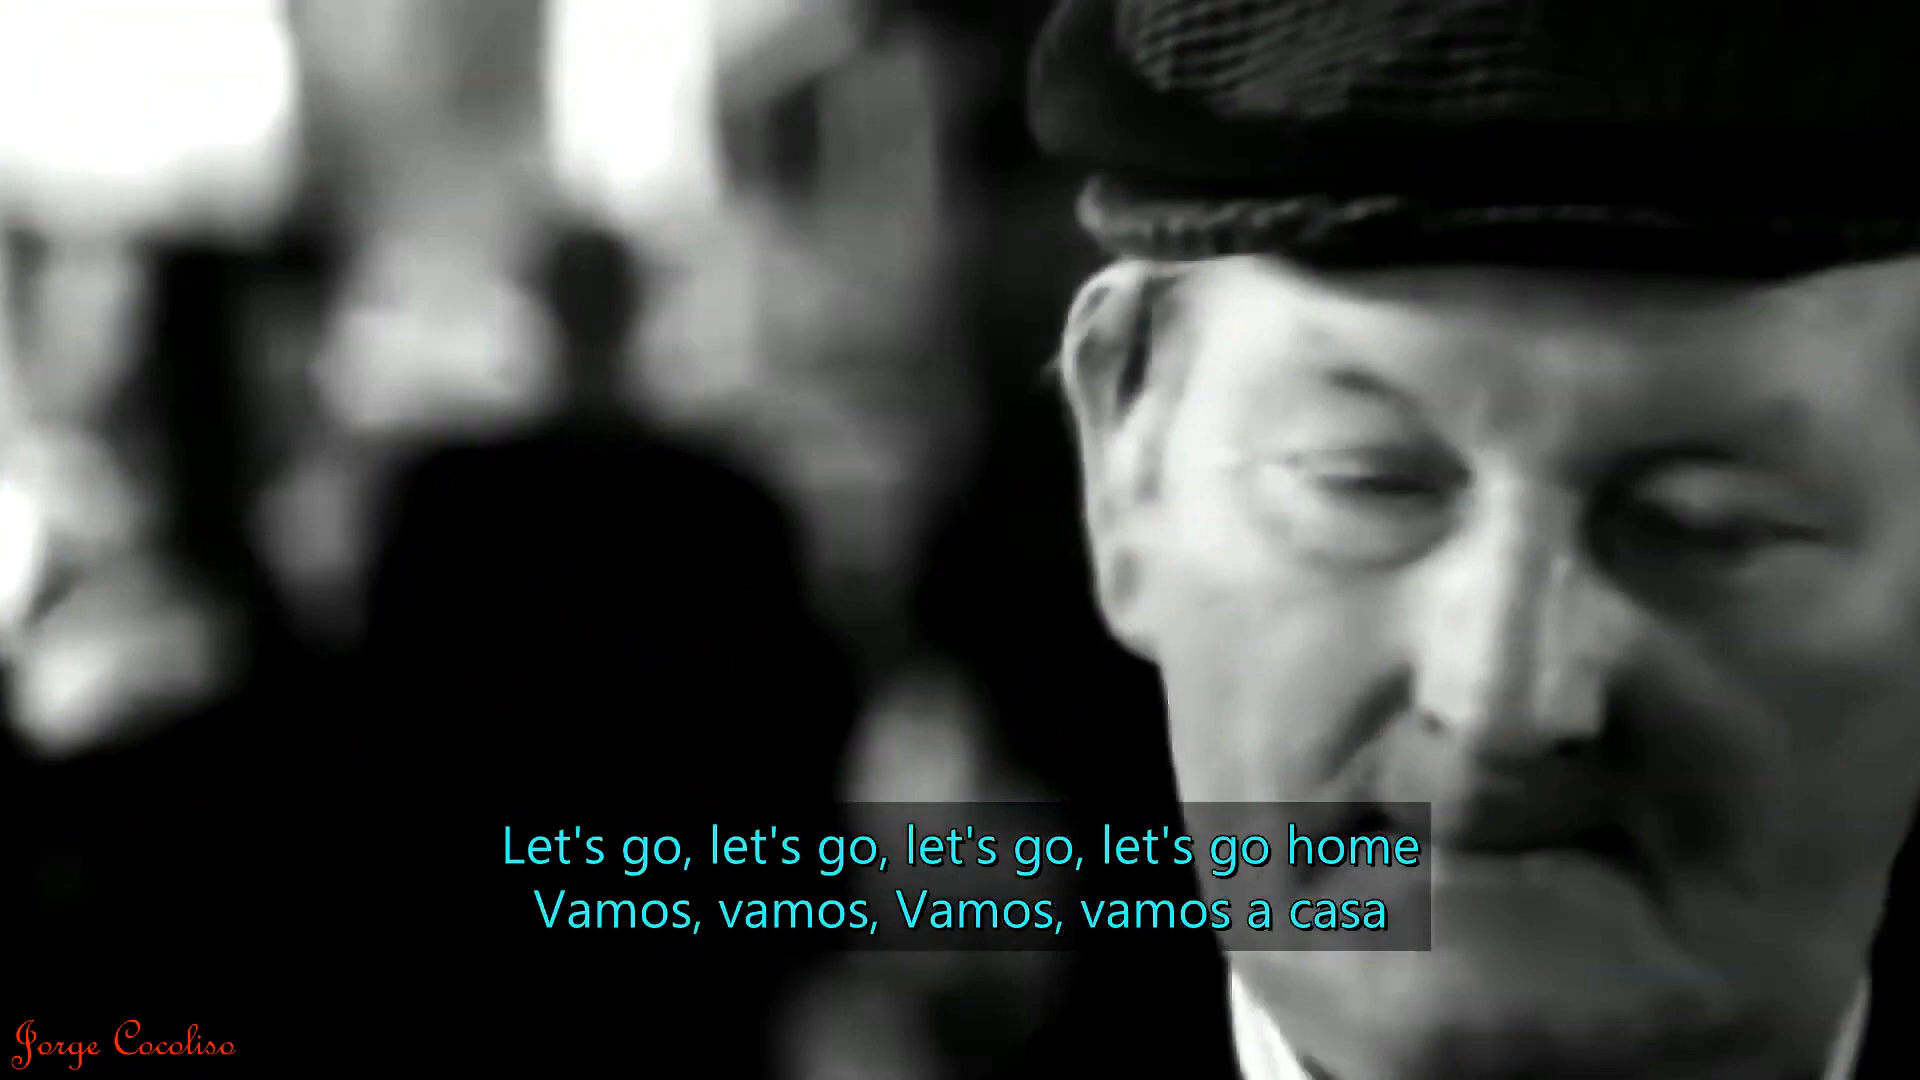 Let's go, let's go, let's go, let's go home
Vamos, vamos, Vamos, vamos a casa
Jorge Cocoliso